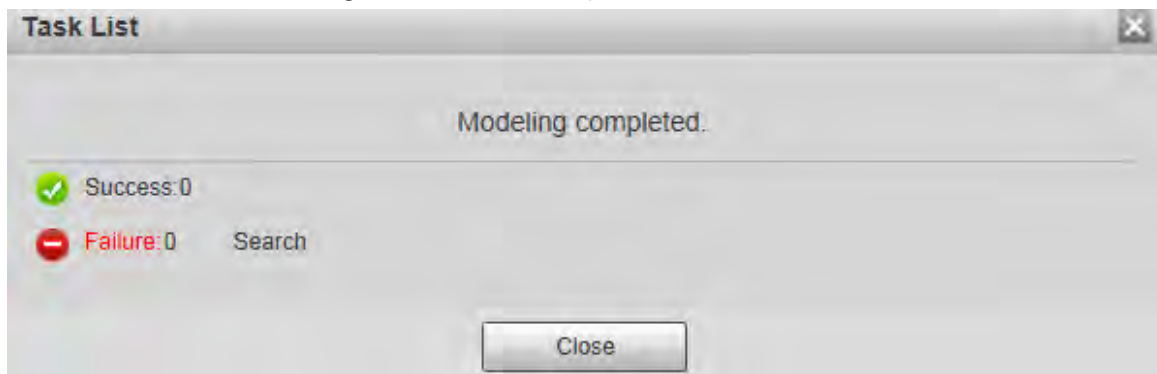 Task List
Modeling completed.
Success:0
Failure:0 Search
Close